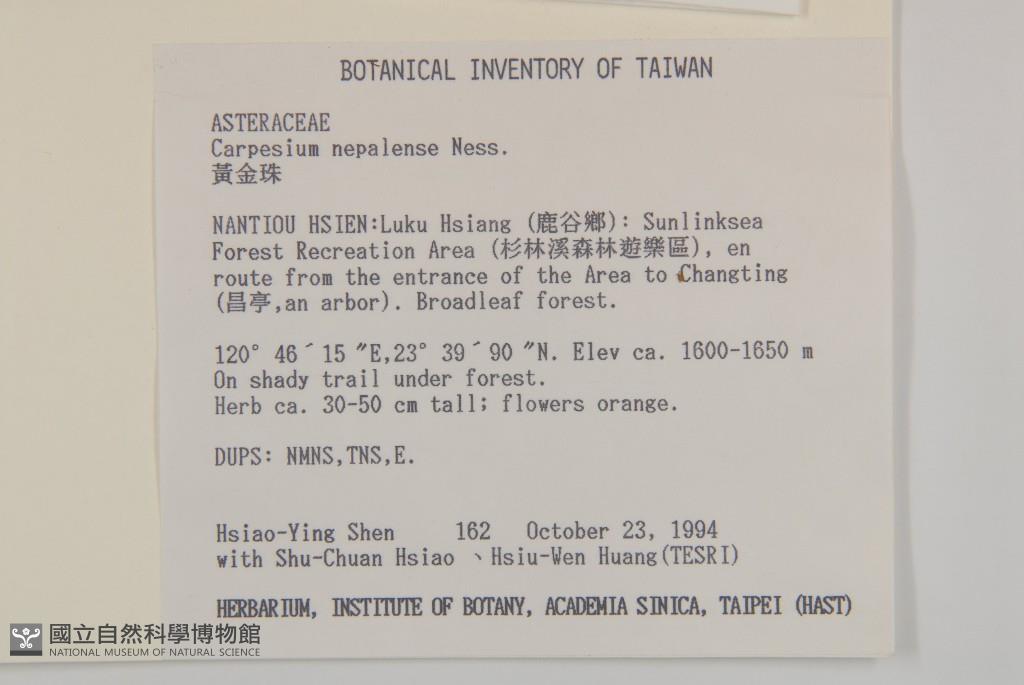 BOTANICAL INVENTORY OF TAIWAN
ASTERACEAE
Carpesium nepalense Ness.
黃金珠
NANTIOU HSIEN:Luku Hsiang (鹿谷鄉): Sunlinksea
Forest Recreation Area (杉林溪森林遊樂區), en
route from the entrance of the Area to Changting
(昌亭,an arbor). Broadleaf forest.
120° 46´ 15 ″E,23° 39´ 90 ″N. Elev ca. 1600-1650 m
On shady trail under forest.
Herb ca. 30-50 cm tall; flowers orange.
DUPS: NMNS,TNS,E.
Hsiao-Ying Shen 162 October 23, 1994
with Shu-Chuan Hsiao 、Hsiu-Wen Huang(TESRI)
HERBARIUM, INSTITUTE OF BOTANY, ACADEMIA SINICA, TAIPEI (HAST)
國立自然科學博物館
NATIONAL MUSEUM OF NATURAL SCIENCE